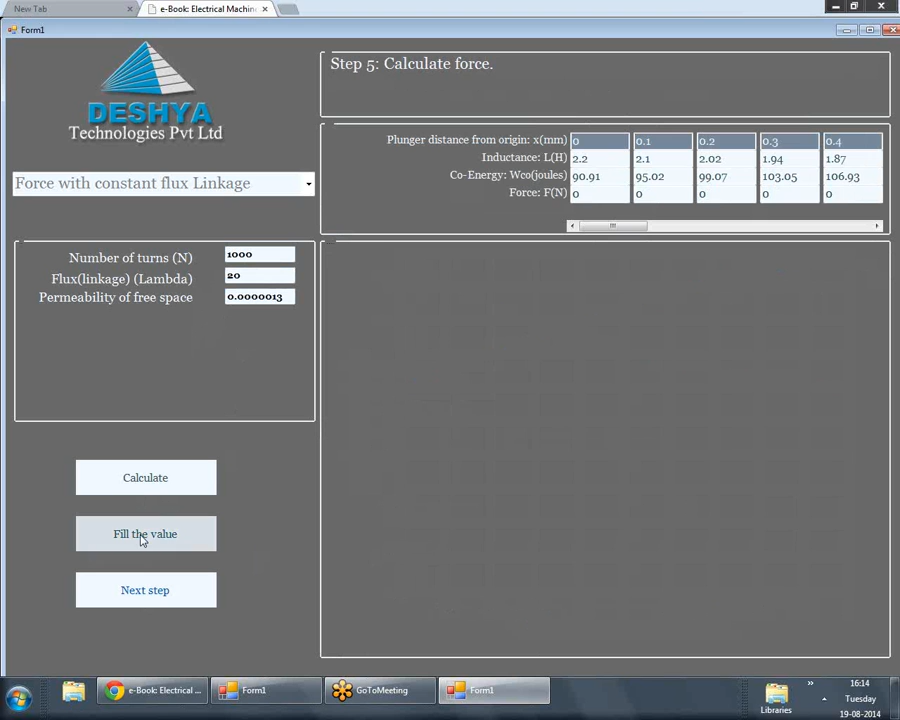 New Tab
e-Book: Electrical Machin
Form1
Step 5: Calculate force.
DESHYA
Technologies Pvt Ltd
Plunger distance from origin: x(mm) 0 0.1 0.2 0.3 0.4
Inductance: L(H) 2.2 2.1 2.02 1.94 1.87
Co-Energy: Wco(joules) 90.91 95.02 99.07 103.05 106.93
Force: F(N) 0 0 0 0 0
Force with constant flux Linkage
Number of turns (N) 1000
Flux(linkage) (Lambda) 20
Permeability of free space 0.0000013
Calculate
Fill the value
Next step
e-Book: Electrical ...
Form1
GoToMeeting
Form1
Libraries
16:14
Tuesday
19-08-2014